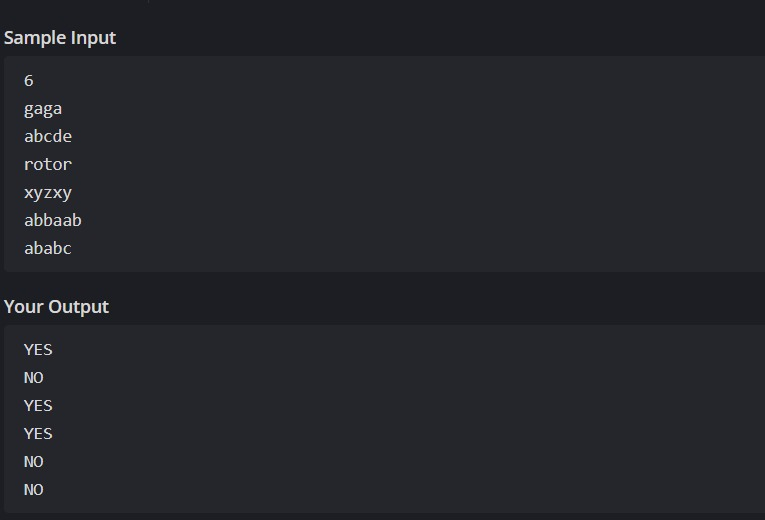 Sample Input
6
gaga
abcde
rotor
xyzxy
abbaab
ababc
Your Output
YES
NO
YES
YES
NO
NO